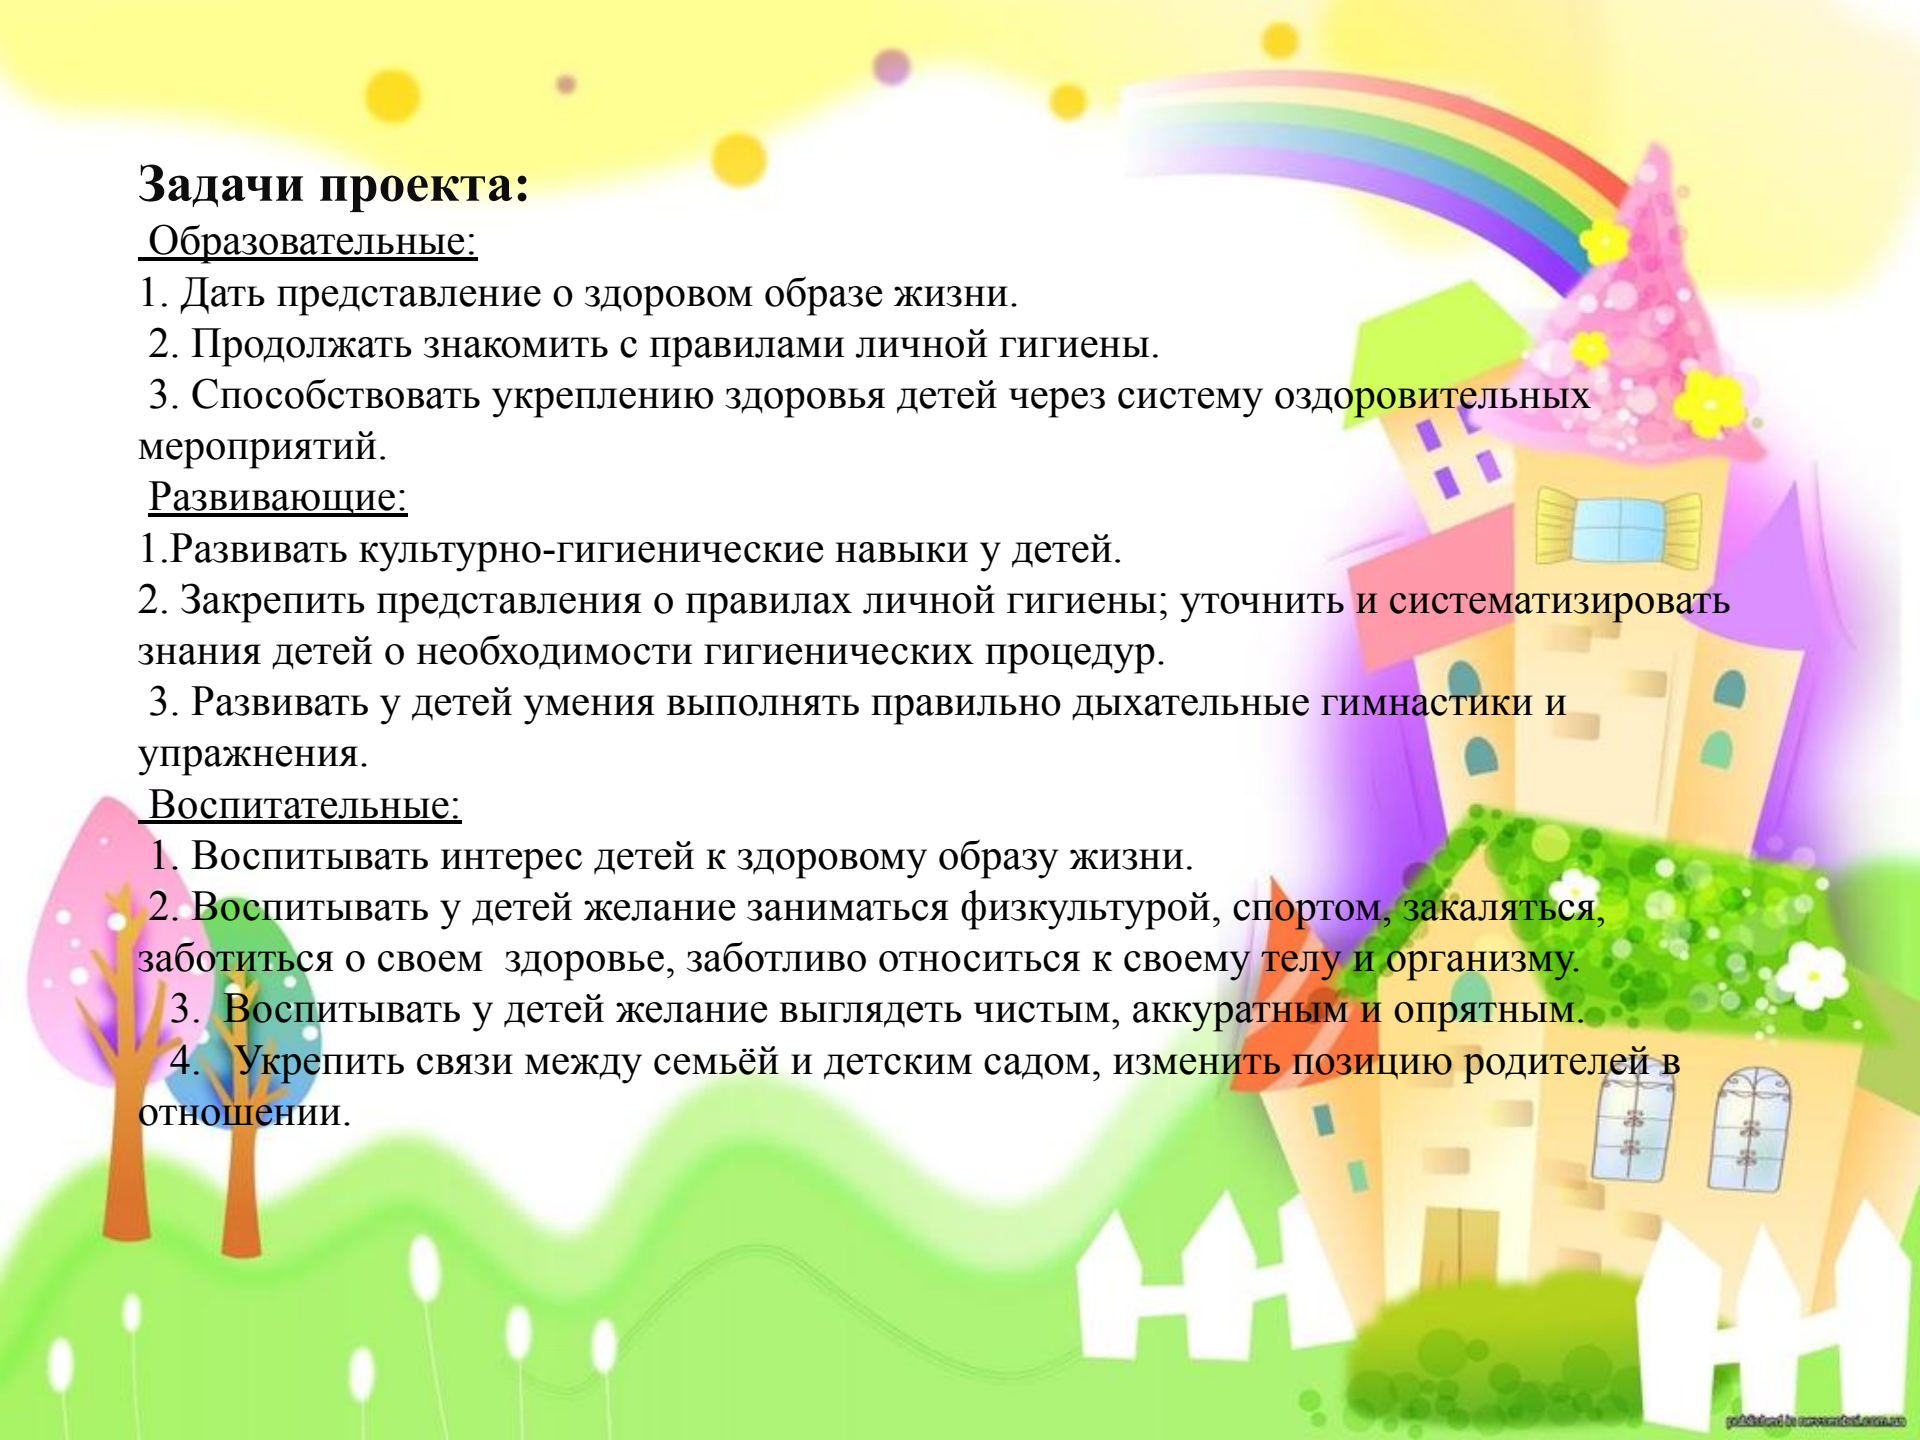 Задачи проекта:
Образовательные:
1. Дать представление о здоровом образе жизни.
2. Продолжать знакомить с правилами личной гигиены.
3. Способствовать укреплению здоровья детей через систему оздоровительных
мероприятий.
Развивающие:
1.Развивать культурно-гигиенические навыки у детей.
2. Закрепить представления о правилах личной гигиены; уточнить и систематизировать
знания детей о необходимости гигиенических процедур.
3. Развивать у детей умения выполнять правильно дыхательные гимнастики и
упражнения.
Воспитательные:
1. Воспитывать интерес детей к здоровому образу жизни.
2. Воспитывать у детей желание заниматься физкультурой, спортом, закаляться,
заботиться о своем здоровье, заботливо относиться к своему телу и организму.
3. Воспитывать у детей желание выглядеть чистым, аккуратным и опрятным.
4. Укрепить связи между семьёй и детским садом, изменить позицию родителей в
отношении.
published in